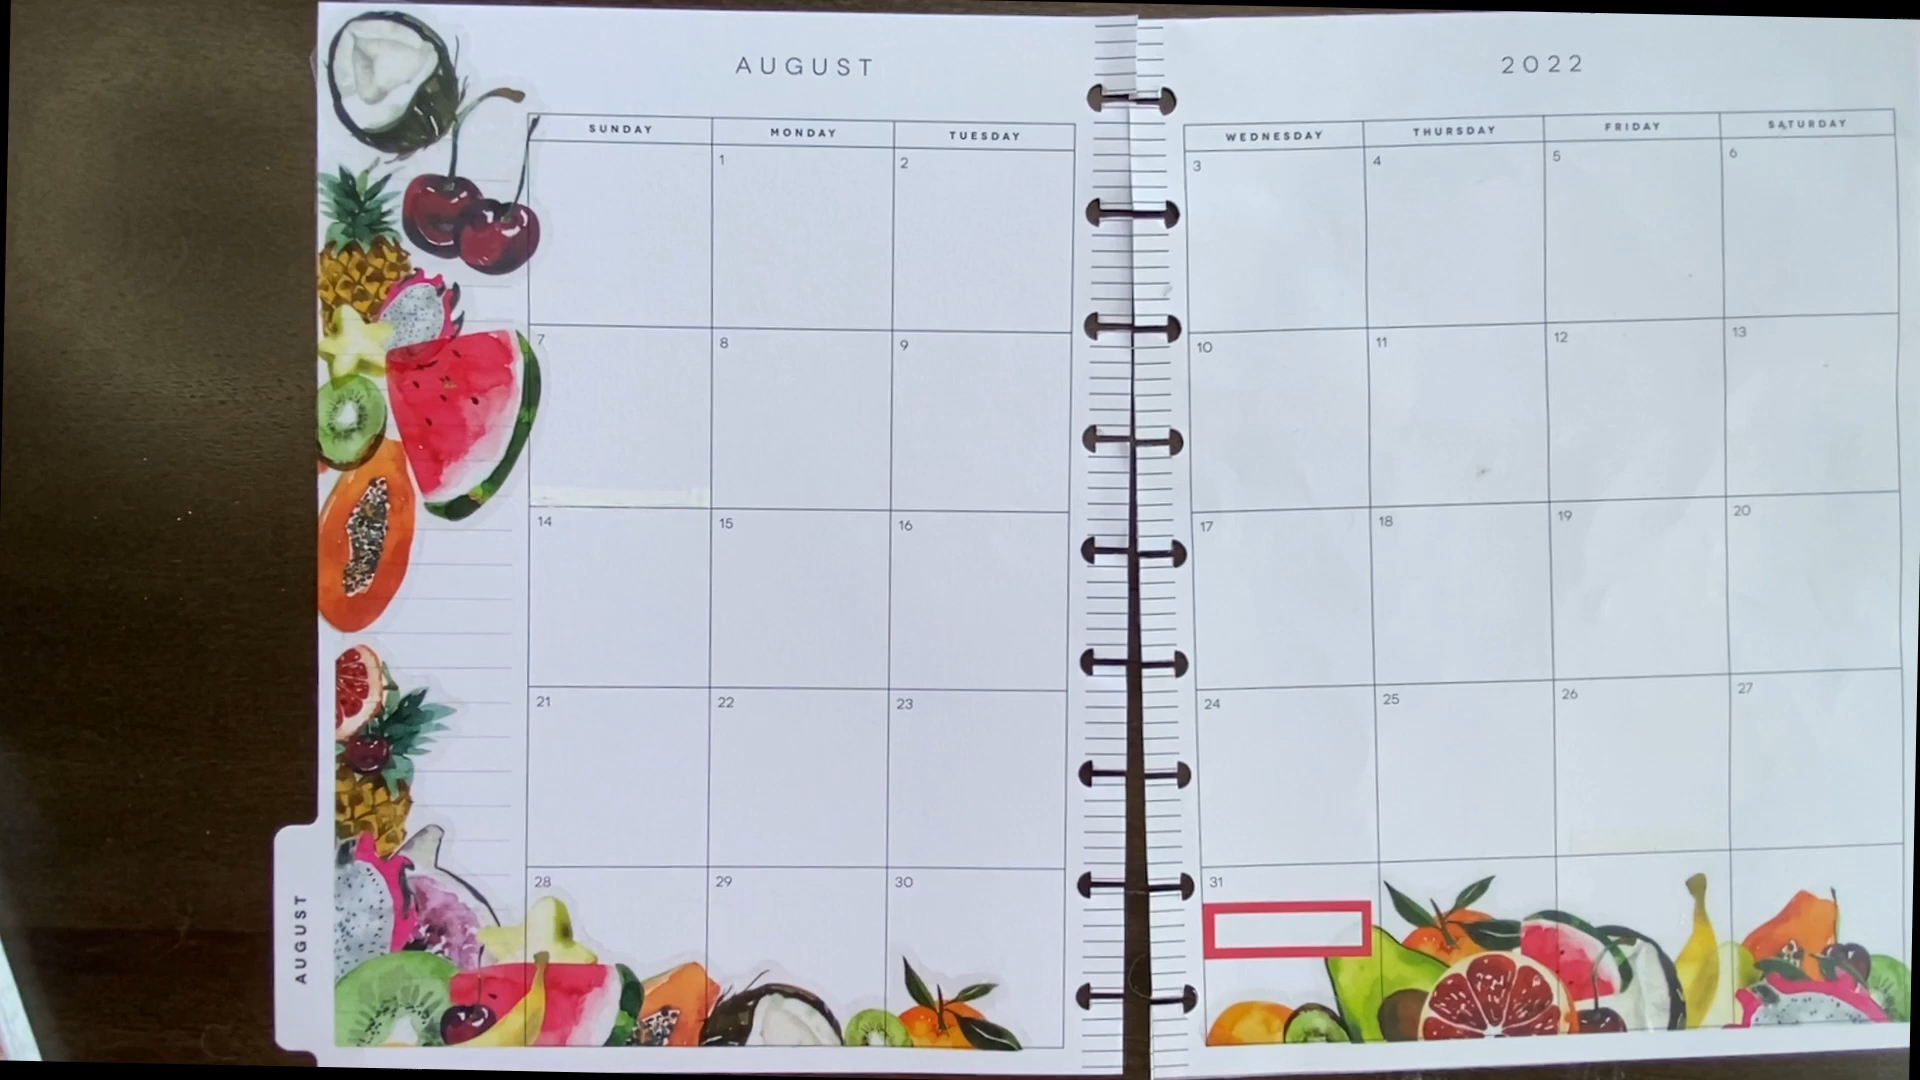 AUGUST
2022
SUNDAY MONDAY TUESDAY WEDNESDAY THURSDAY FRIDAY SATURDAY
1 2 3 4 5 6
7 8 9 10 11 12 13
14 15 16 17 18 19 20
21 22 23 24 25 26 27
28 29 30 31
AUGUST